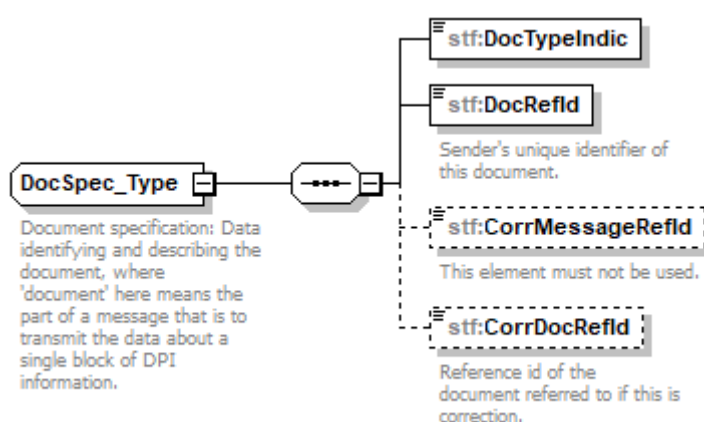 stf:DocTypeIndic
stf:DocRefId
Sender's unique identifier of
this document.
DocSpec_Type
Document specification: Data
identifying and describing the
document, where
'document' here means the
part of a message that is to
transmit the data about a
single block of DPI
information.
stf:CorrMessageRefId
This element must not be used.
stf:CorrDocRefId
Reference id of the
document referred to if this is
correction.